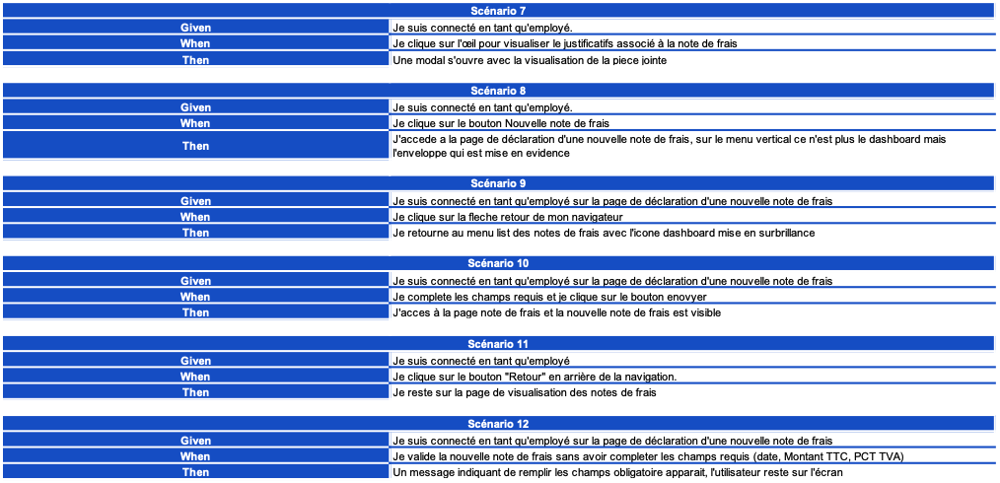 Scénario 7
Given Je suis connecté en tant qu'employé.
When Je clique sur l'œil pour visualiser le justificatifs associé à la note de frais
Then Une modal s'ouvre avec la visualisation de la piece jointe
Scénario 8
Given Je suis connecté en tant qu'employé.
When Je clique sur le bouton Nouvelle note de frais
Then J'accede a la page de déclaration d'une nouvelle note de frais, sur le menu vertical ce n'est plus le dashboard mais
l'enveloppe qui est mise en evidence
Scénario 9
Given Je suis connecté en tant qu'employé sur la page de déclaration d'une nouvelle note de frais
When Je clique sur la fleche retour de mon navigateur
Then Je retourne au menu list des notes de frais avec l'icone dashboard mise en surbrillance
Scénario 10
Given Je suis connecté en tant qu'employé sur la page de déclaration d'une nouvelle note de frais
When Je complete les champs requis et je clique sur le bouton enovyer
Then J'acces à la page note de frais et la nouvelle note de frais est visible
Scénario 11
Given Je suis connecté en tant qu'employé
When Je clique sur le bouton "Retour" en arrière de la navigation.
Then Je reste sur la page de visualisation des notes de frais
Scénario 12
Given Je suis connecté en tant qu'employé sur la page de déclaration d'une nouvelle note de frais
When Je valide la nouvelle note de frais sans avoir completer les champs requis (date, Montant TTC, PCT TVA)
Then Un message indiquant de remplir les champs obligatoire apparait, l'utilisateur reste sur l'écran